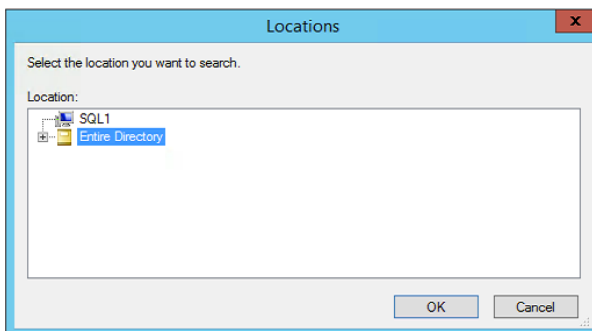 Locations
x
Select the location you want to search.
Location:
SQL1
Entire Directory
OK
Cancel